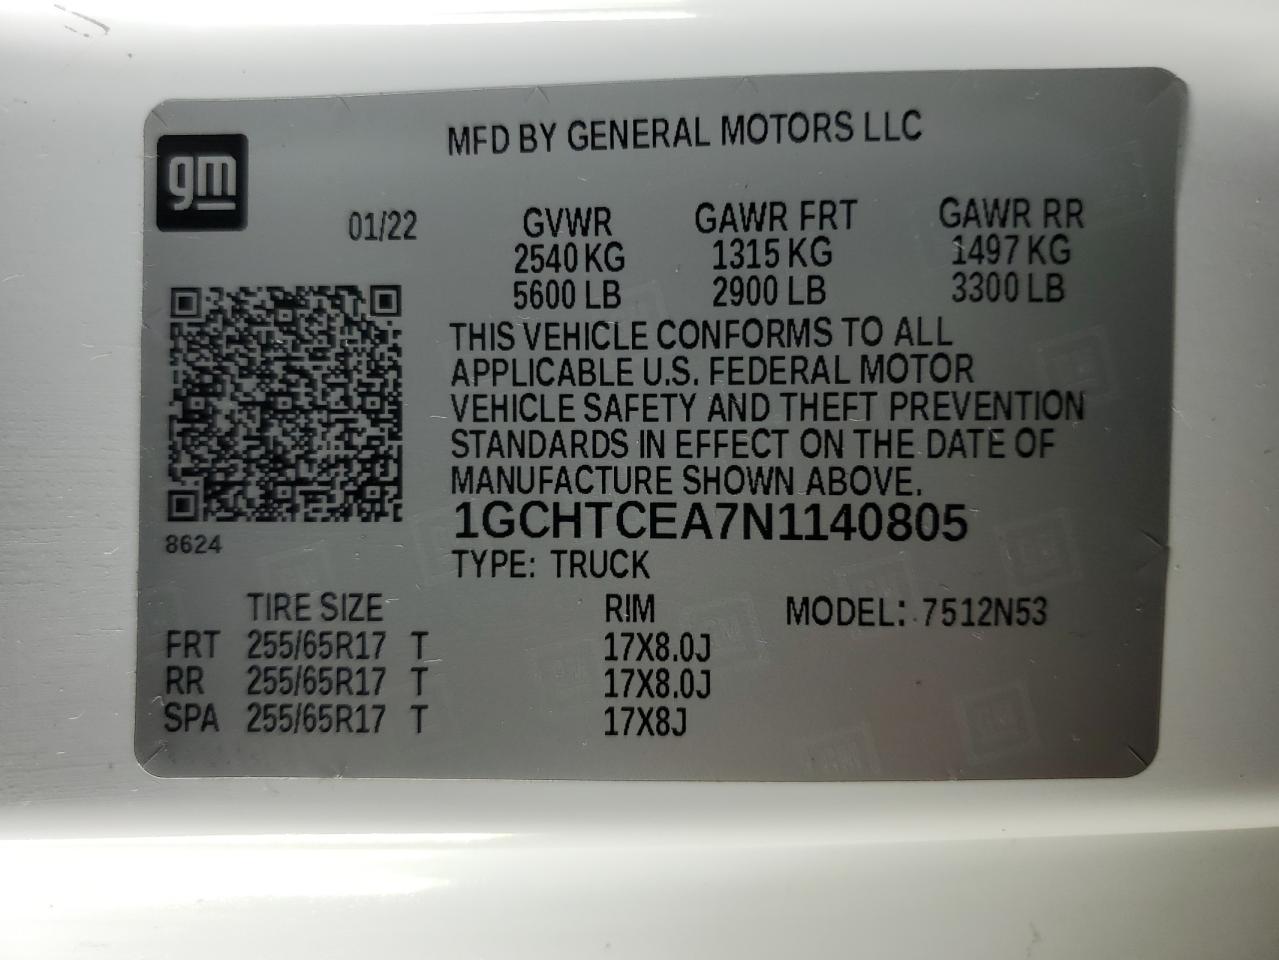 MFD BY GENERAL MOTORS LLC
gm
01/22
GVWR GAWR FRT GAWR RR
2540 KG 1315 KG 1497 KG
5600 LB 2900 LB 3300 LB
THIS VEHICLE CONFORMS TO ALL
APPLICABLE U.S. FEDERAL MOTOR
VEHICLE SAFETY AND THEFT PREVENTION
STANDARDS IN EFFECT ON THE DATE OF
MANUFACTURE SHOWN ABOVE.
1GCHTCEA7N1140805
8624
TYPE: TRUCK
TIRE SIZE RIM MODEL: 7512N53
FRT 255/65R17 T 17X8.0J
RR 255/65R17 T 17X8.0J
SPA 255/65R17 T 17X8J